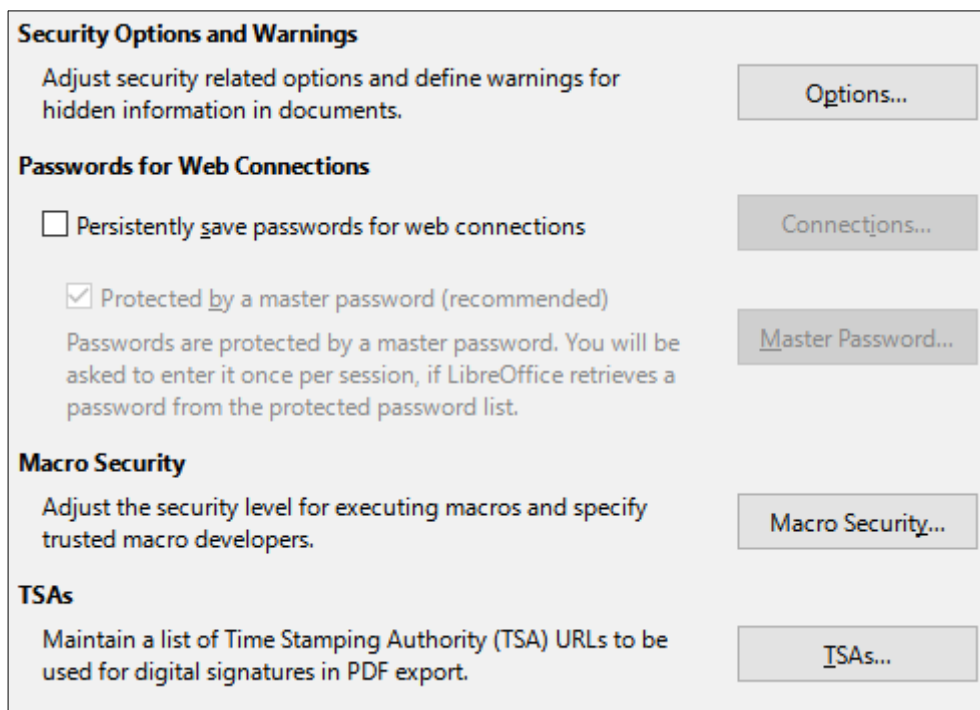 Security Options and Warnings
Adjust security related options and define warnings for
hidden information in documents.
Options...
Passwords for Web Connections
Persistently save passwords for web connections
Connections...
Protected by a master password (recommended)
Passwords are protected by a master password. You will be
asked to enter it once per session, if LibreOffice retrieves a
password from the protected password list.
Master Password...
Macro Security
Adjust the security level for executing macros and specify
trusted macro developers.
Macro Security...
TSAs
Maintain a list of Time Stamping Authority (TSA) URLs to be
used for digital signatures in PDF export.
TSAs...